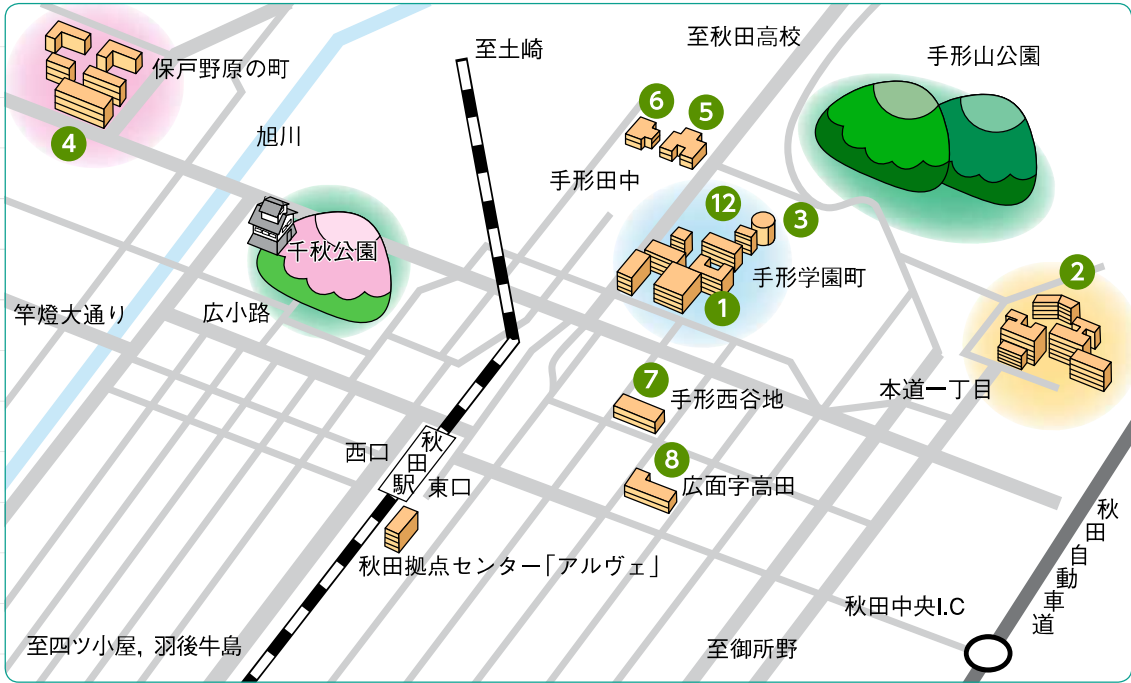 至秋田高校
至土崎
手形山公園
保戸野原の町
6
5
4
旭川
手形田中
12
3
千秋公園
手形学園町
2
竿燈大通り
広小路
1
7
手形西谷地
本道一丁目
西口
秋田駅
東口
8
広面字高田
秋田自動車道
秋田拠点センター「アルヴェ」
秋田中央I.C
至四ツ小屋, 羽後牛島
至御所野